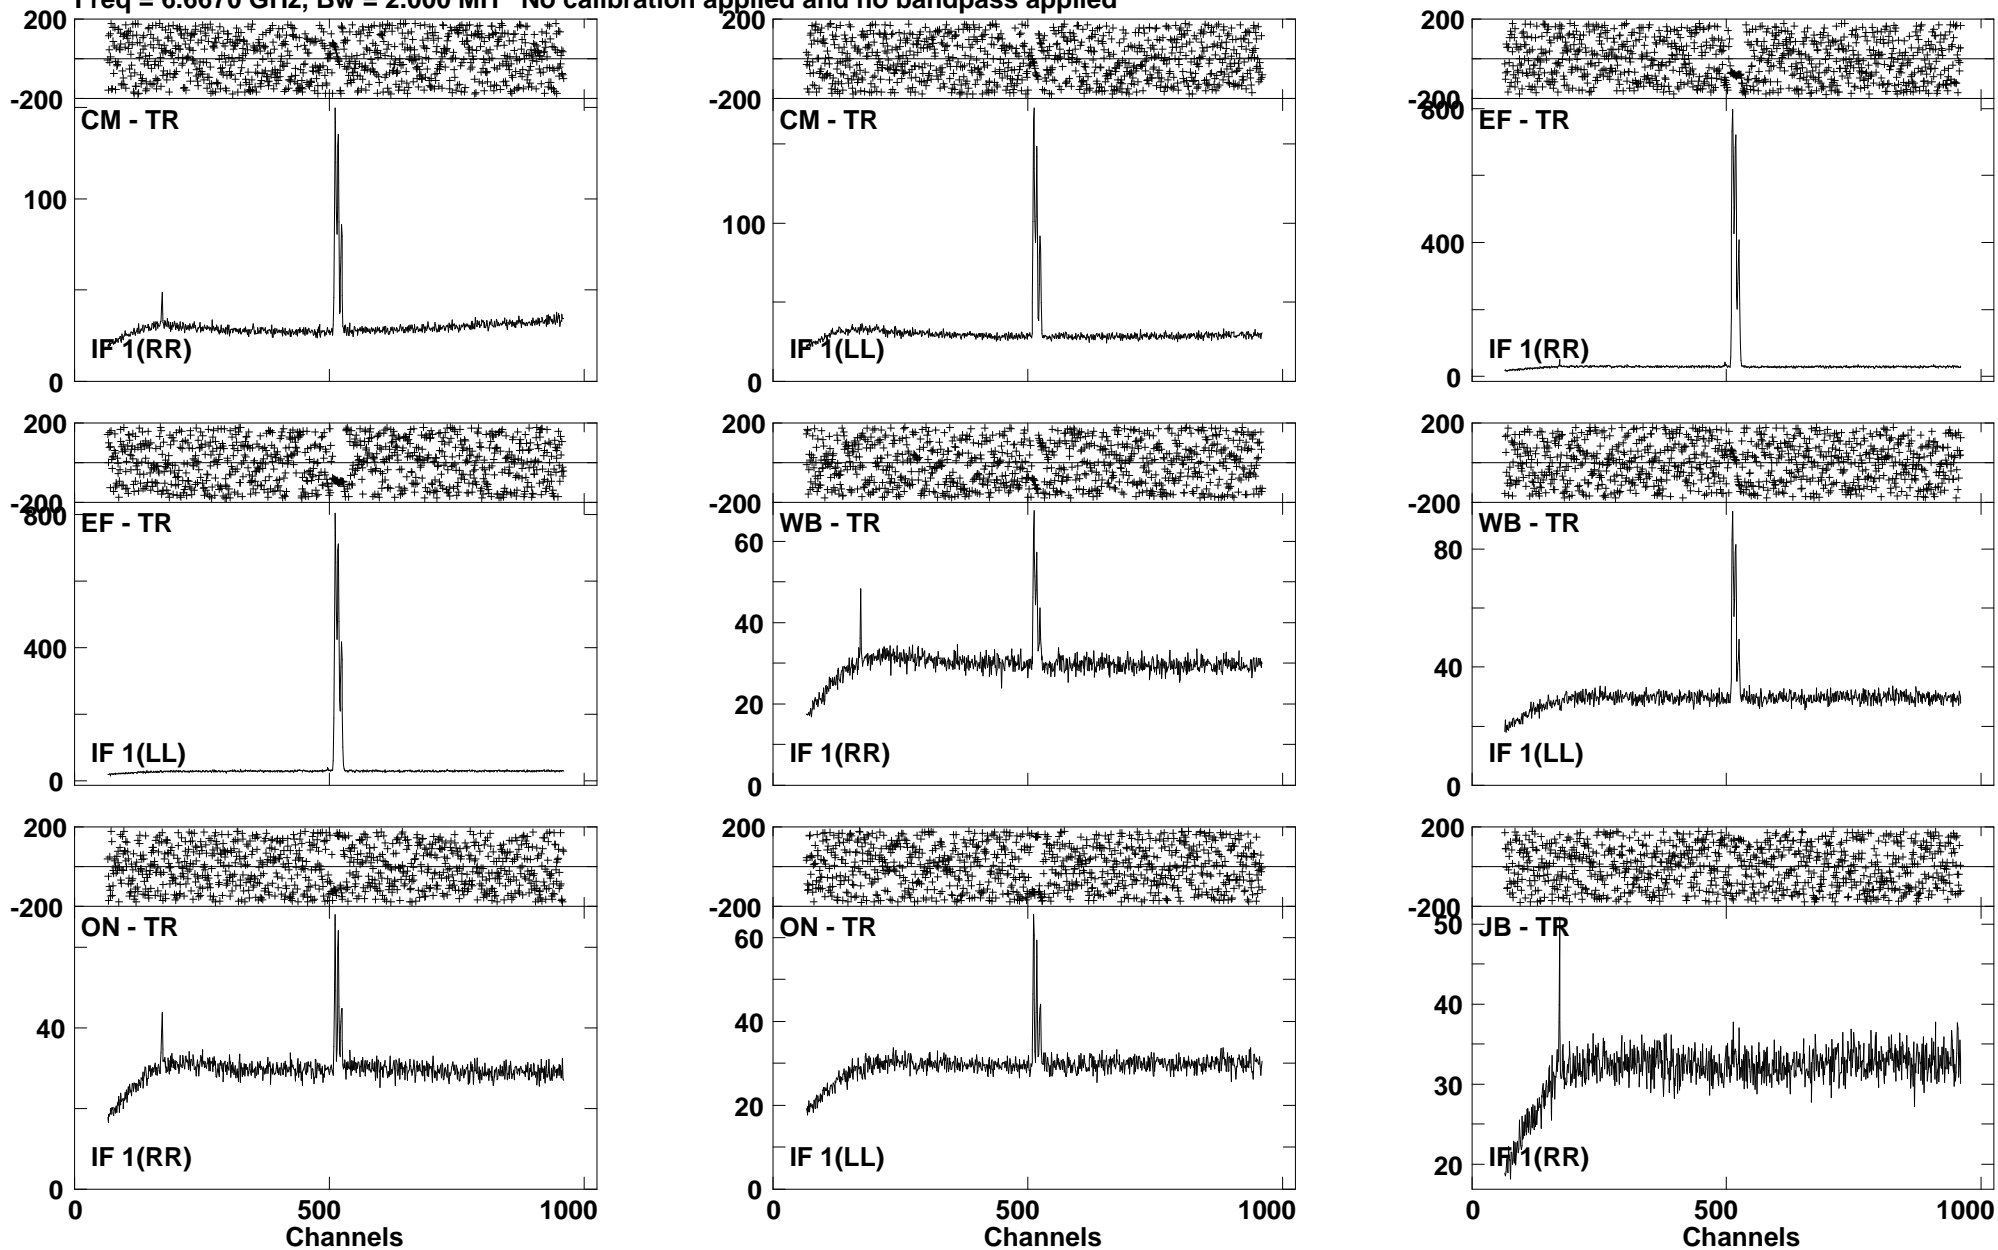 Freq = 6.6670 GHz, Bw = 2.000 MH No calibration applied and no bandpass applied
200
-200
CM - TR
100
0
IF 1(RR)
200
-200
CM - TR
100
0
IF 1(LL)
200
-200
800
EF - TR
400
0
IF 1(RR)
200
-200
800
EF - TR
400
0
IF 1(LL)
200
-200
WB - TR
60
40
20
0
IF 1(RR)
200
-200
WB - TR
80
40
0
IF 1(LL)
200
-200
ON - TR
40
0
IF 1(RR)
0 500 1000
Channels
200
-200
ON - TR
60
40
20
0
IF 1(LL)
0 500 1000
Channels
200
-200
50
JB - TR
40
30
20
IF 1(RR)
0 500 1000
Channels